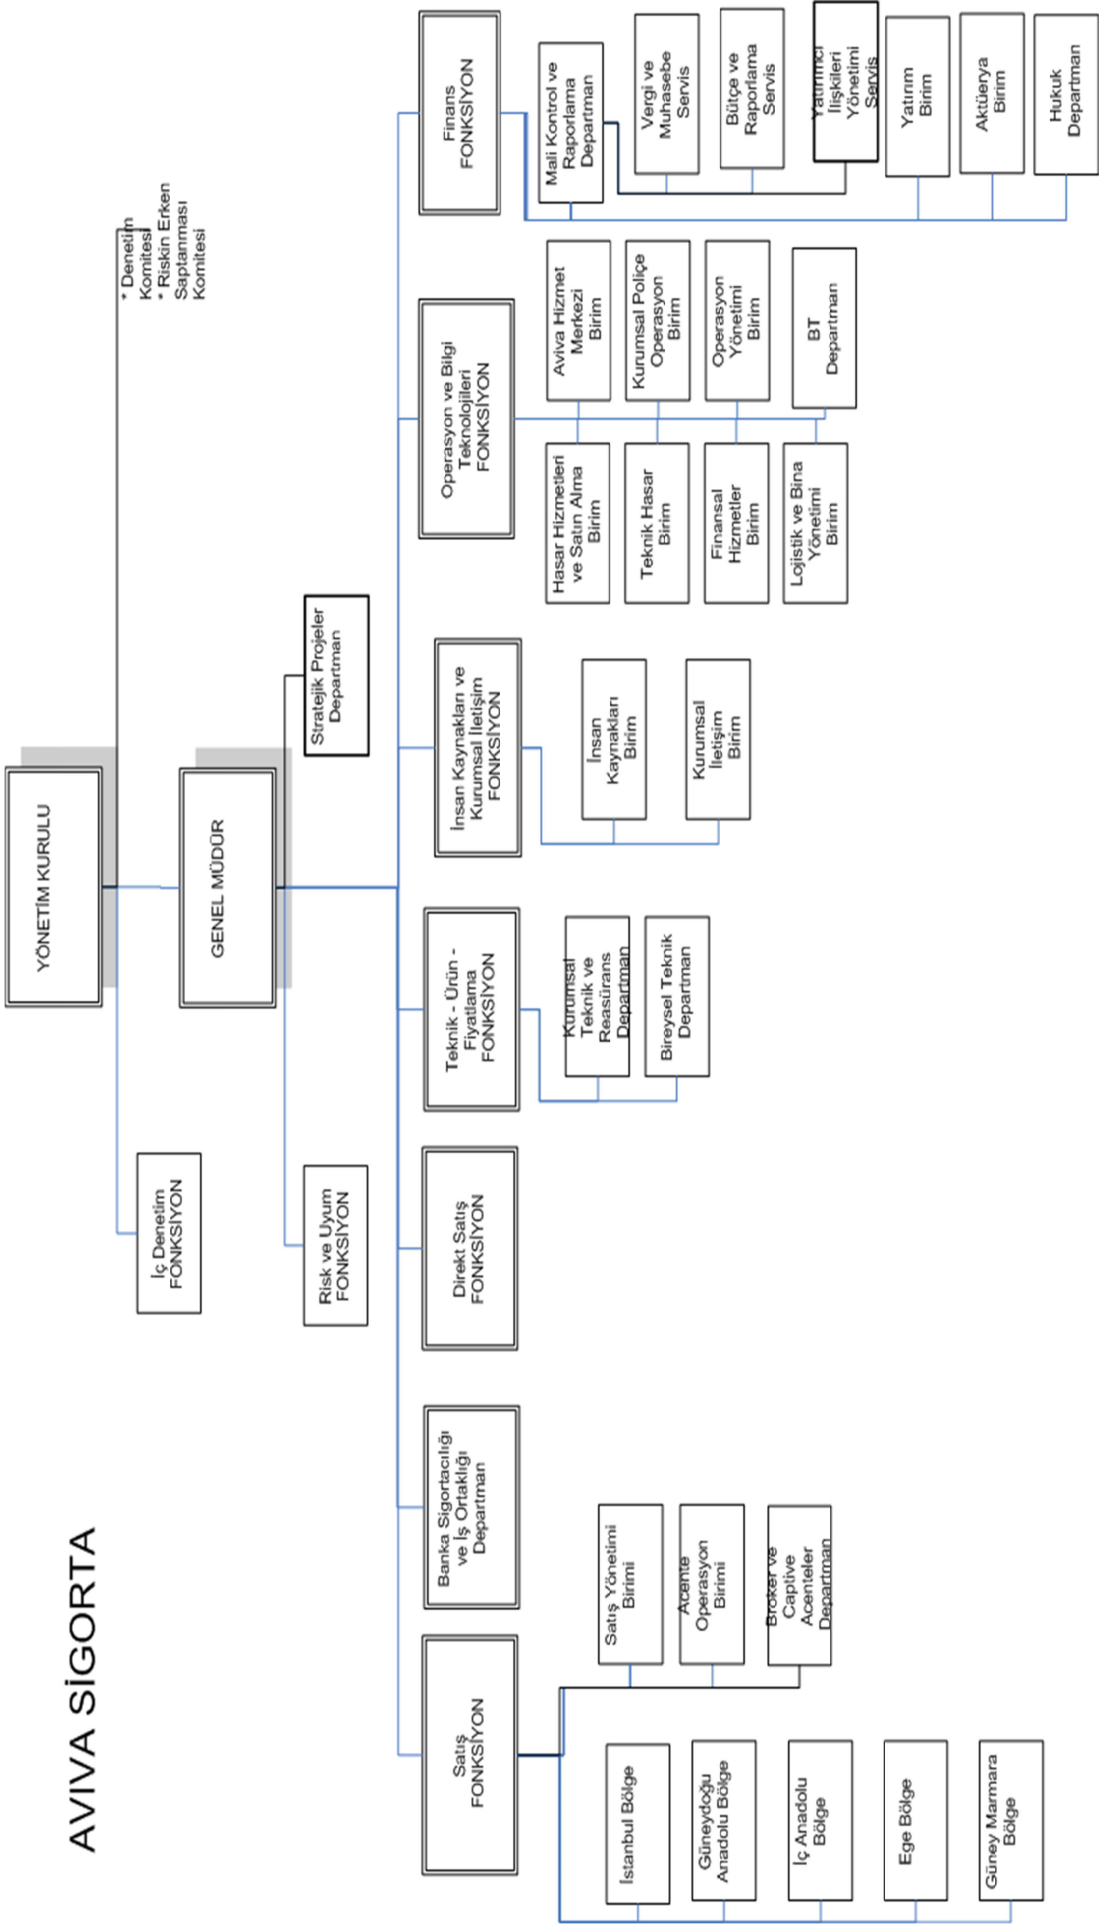 AVIVA SİGORTA
YÖNETİM KURULU
* Denetim
Komitesi
* Riskin Erken
Saptanması
Komitesi
İç Denetim
FONKSİYON
GENEL MÜDÜR
Risk ve Uyum
FONKSİYON
Stratejik Projeler
Departman
Satış
FONKSİYON
Banka Sigortacılığı
ve İş Ortaklığı
Departman
Direkt Satış
FONKSİYON
Teknik - Ürün -
Fiyatlama
FONKSİYON
İnsan Kaynakları ve
Kurumsal İletişim
FONKSİYON
Operasyon ve Bilgi
Teknolojileri
FONKSİYON
Finans
FONKSİYON
İstanbul Bölge
Güneydoğu
Anadolu Bölge
İç Anadolu
Bölge
Ege Bölge
Güney Marmara
Bölge
Satış Yönetimi
Birimi
Acente
Operasyon
Birimi
Broker ve
Captive
Acenteler
Departman
Kurumsal
Teknik ve
Reasürans
Departman
Bireysel Teknik
Departman
İnsan
Kaynakları
Birim
Kurumsal
İletişim
Birim
Hasar Hizmetleri
ve Satın Alma
Birim
Teknik Hasar
Birim
Finansal
Hizmetler
Birim
Lojistik ve Bina
Yönetimi
Birim
Aviva Hizmet
Merkezi
Birim
Kurumsal Poliçe
Operasyon
Birim
Operasyon
Yönetimi
Birim
BT
Departman
Mali Kontrol ve
Raporlama
Departman
Vergi ve
Muhasebe
Servis
Bütçe ve
Raporlama
Servis
Yatırımcı
İlişkileri
Yönetimi
Servis
Yatırım
Birim
Aktüerya
Birim
Hukuk
Departman